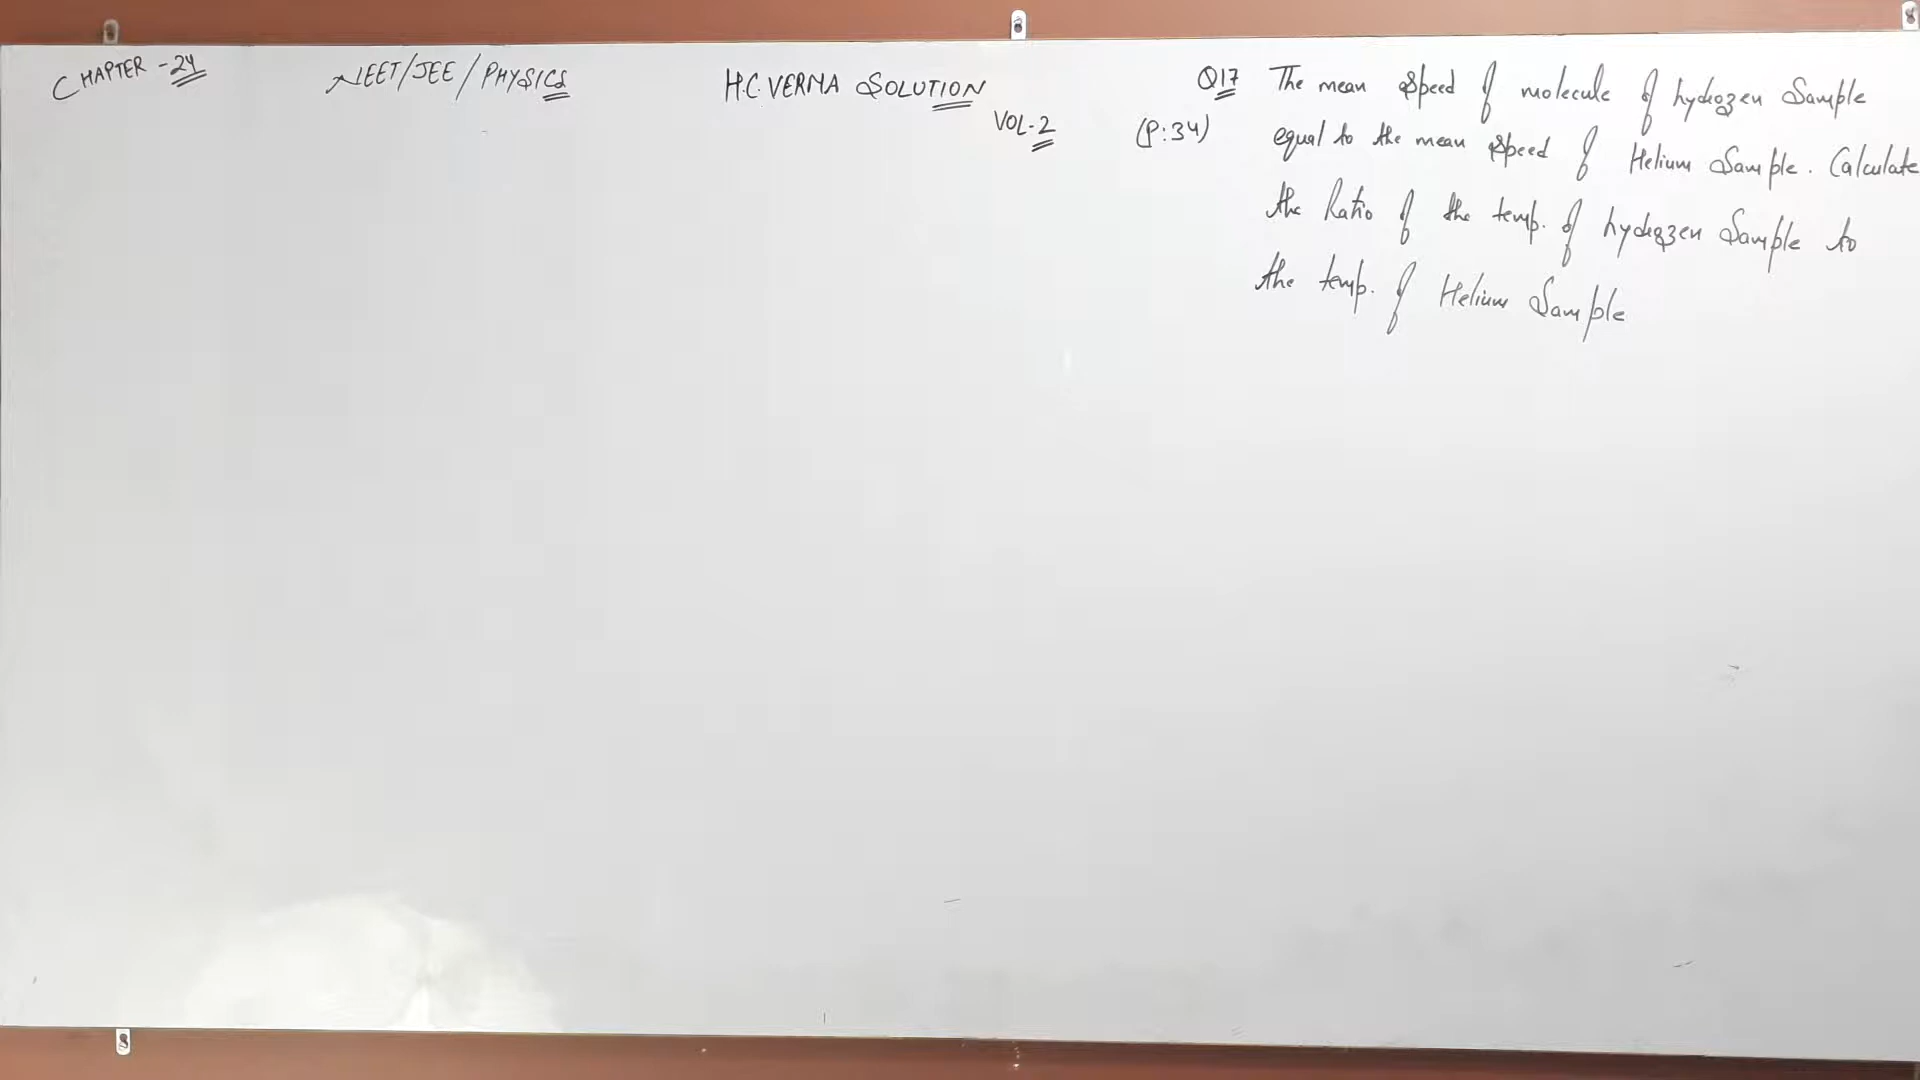 CHAPTER - 24
NEET/JEE/PHYSICS
H.C. VERMA SOLUTION
VOL-2
Q17 The mean speed of molecule of hydrogen Sample
(P:34) equal to the mean speed of Helium Sample. Calculate
the Ratio of the temp. of hydrogen Sample to
the temp. of Helium Sample